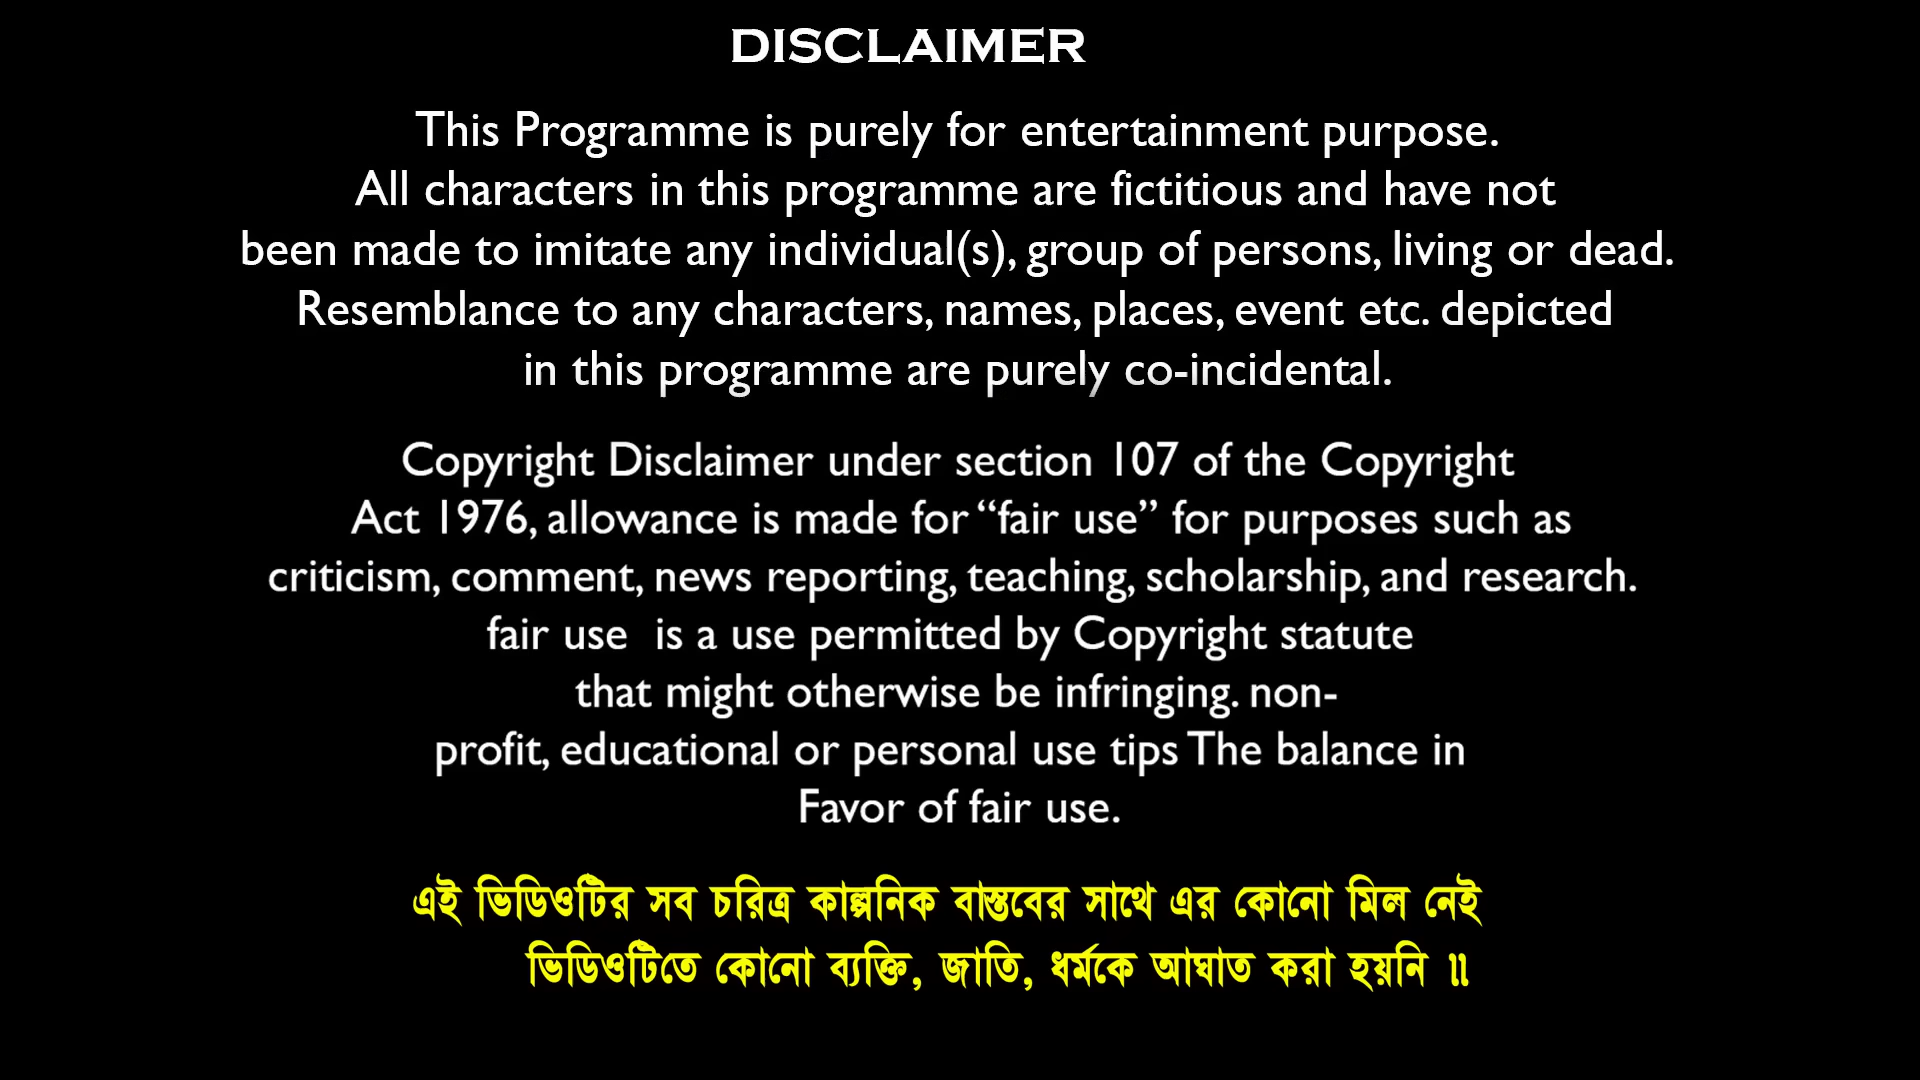 DISCLAIMER
This Programme is purely for entertainment purpose.
All characters in this programme are fictitious and have not
been made to imitate any individual(s), group of persons, living or dead.
Resemblance to any characters, names, places, event etc. depicted
in this programme are purely co-incidental.
Copyright Disclaimer under section 107 of the Copyright
Act 1976, allowance is made for “fair use” for purposes such as
criticism, comment, news reporting, teaching, scholarship, and research.
fair use is a use permitted by Copyright statute
that might otherwise be infringing. non-
profit, educational or personal use tips The balance in
Favor of fair use.
এই ভিডিওটির সব চরিত্র কাল্পনিক বাস্তবের সাথে এর কোনো মিল নেই
ভিডিওটিতে কোনো ব্যক্তি, জাতি, ধর্মকে আঘাত করা হয়নি ৷৷